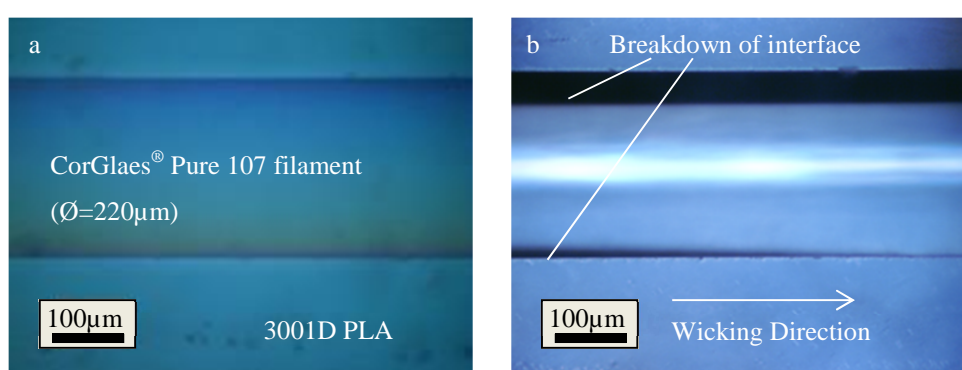 a
CorGlaes® Pure 107 filament
(Ø=220µm)
100µm
3001D PLA
b
Breakdown of interface
100µm
Wicking Direction